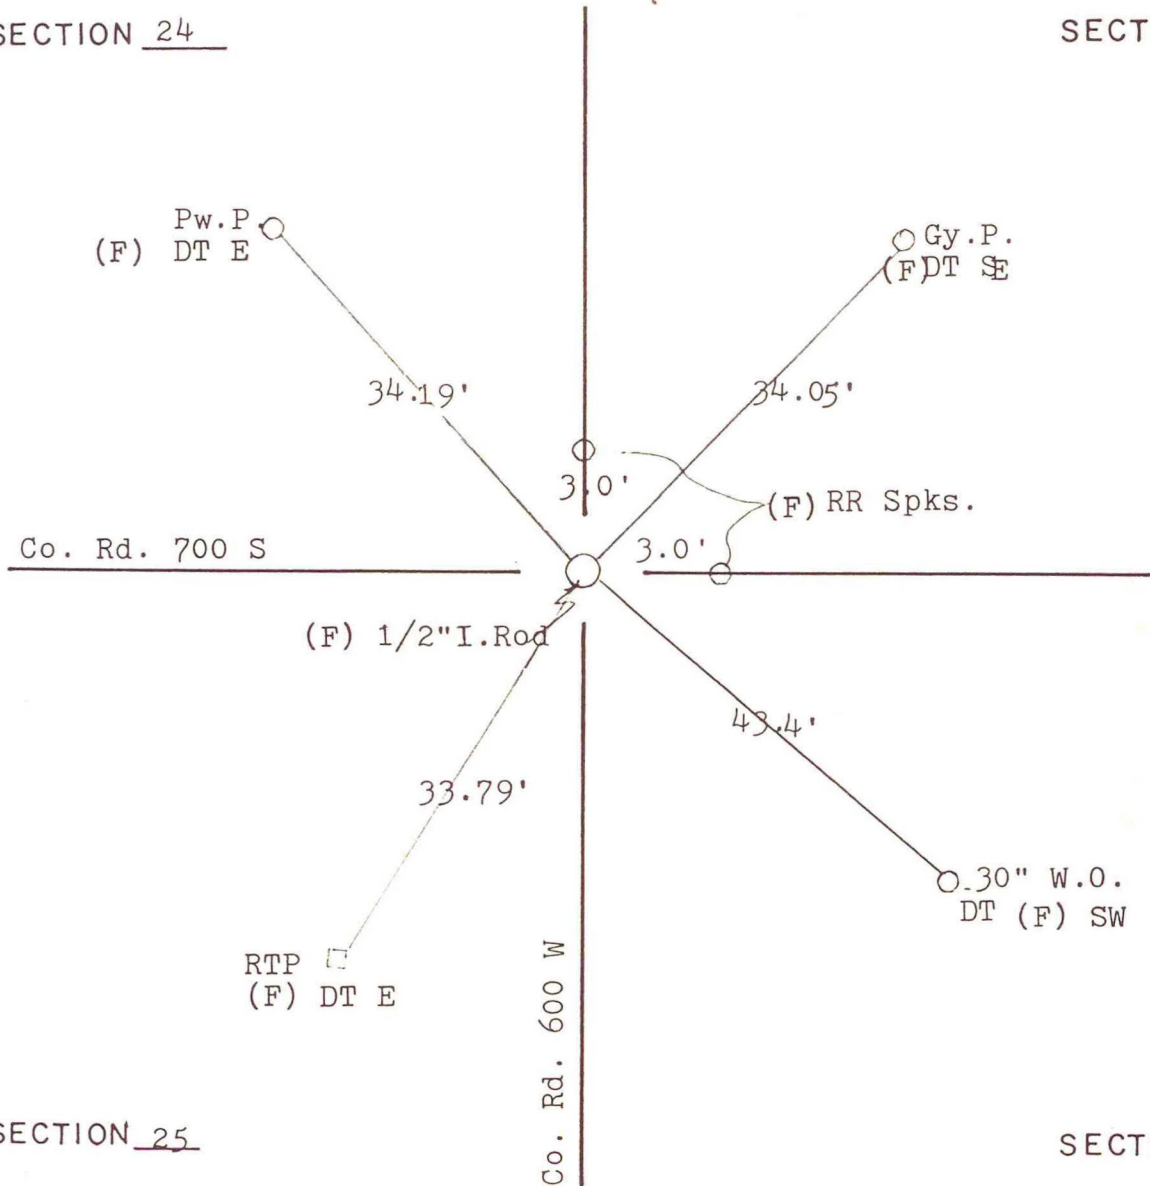 SECTION 24
SECT
Pw.P.
(F) DT E
Gy.P.
(F)DT SE
34.19'
34.05'
3.0'
(F) RR Spks.
Co. Rd. 700 S
3.0'
(F) 1/2"I.Rod
43.4'
33.79'
30" W.O.
DT (F) SW
RTP
(F) DT E
Co. Rd. 600 W
SECTION 25
SECT